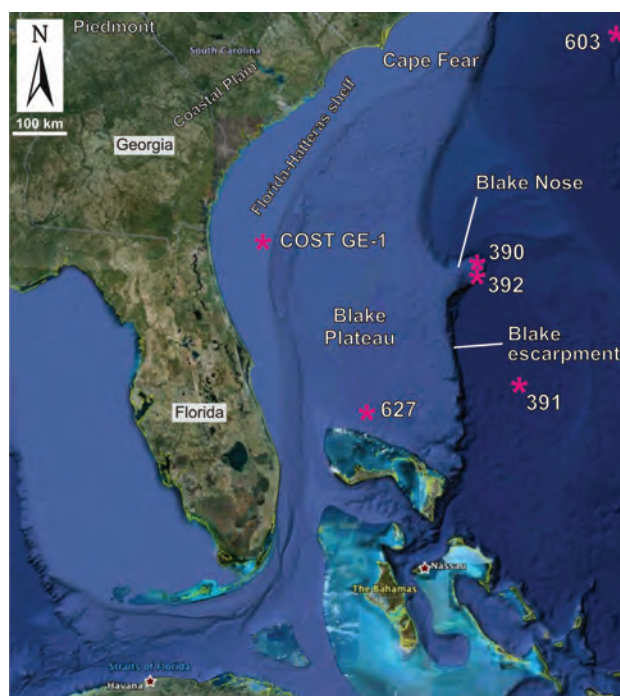 N
100 km
Piedmont
South Carolina
Cape Fear
603
Coastal Plain
Georgia
Florida-Hatteras shelf
Blake Nose
COST GE-1
390
392
Blake
Plateau
Blake
escarpment
391
627
Florida
Nassau
The Bahamas
Straits of Florida
Havana